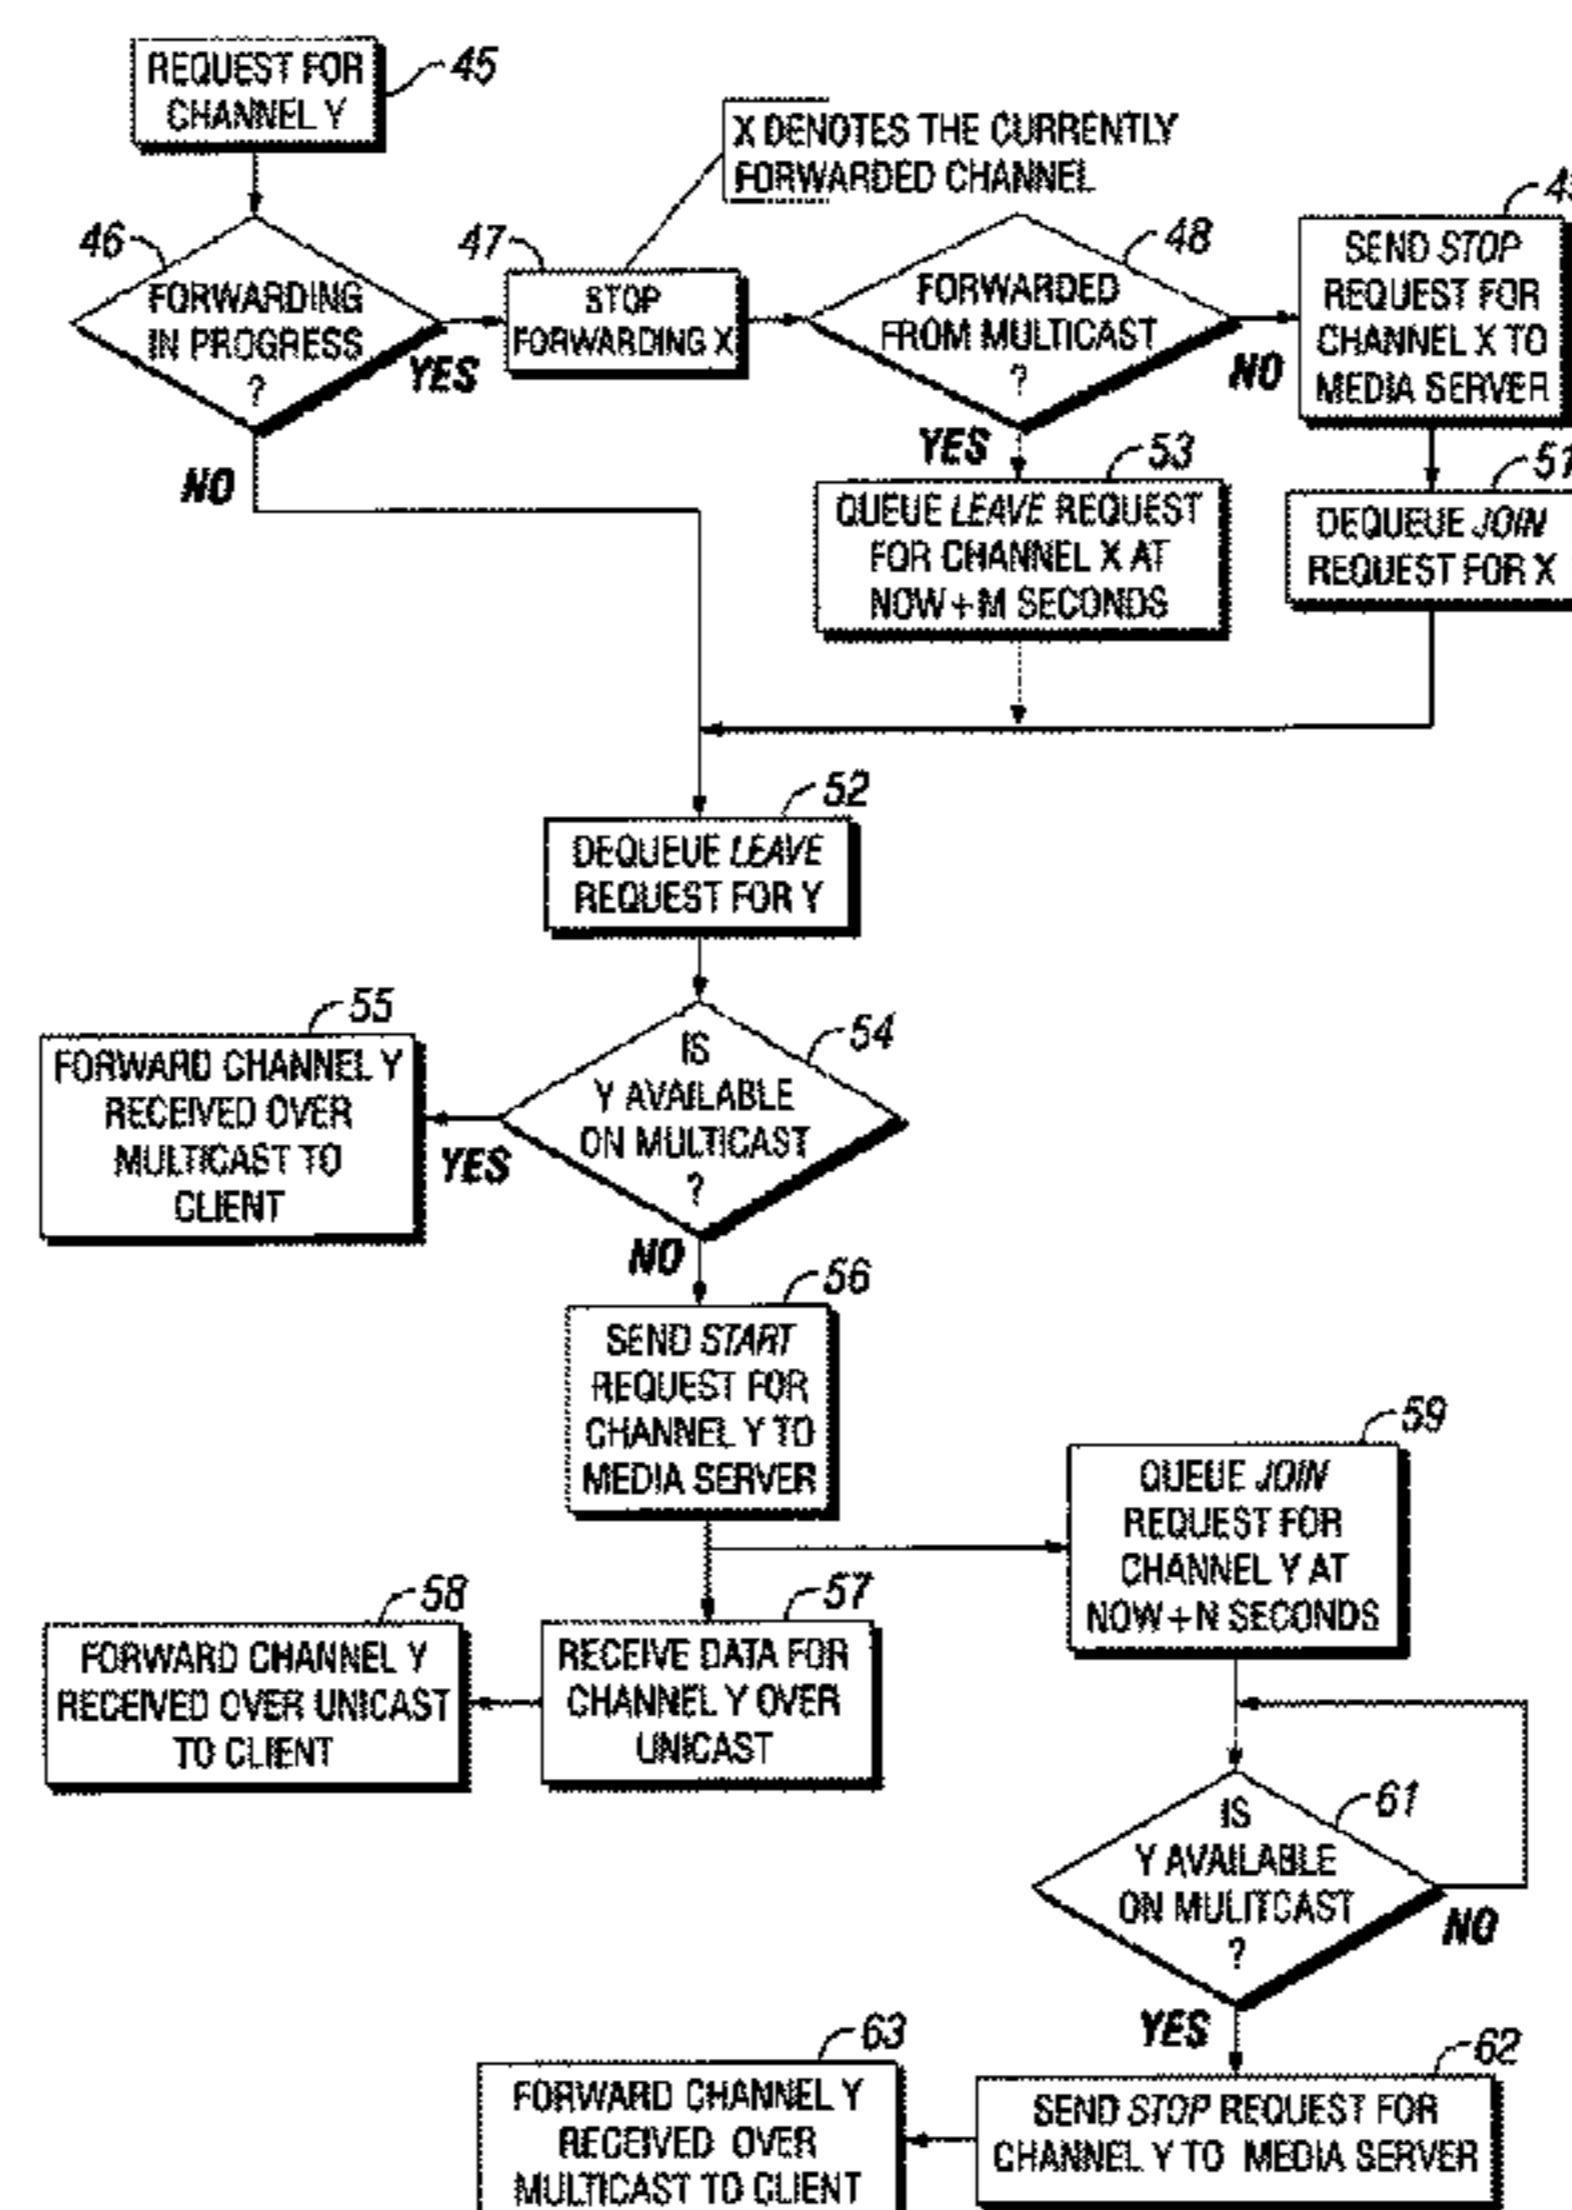 REQUEST FOR
CHANNEL Y
45
X DENOTES THE CURRENTLY
FORWARDED CHANNEL
46
FORWARDING
IN PROGRESS
?
YES
NO
47
STOP
FORWARDING X
48
FORWARDED
FROM MULTICAST
?
NO
YES
SEND STOP
REQUEST FOR
CHANNEL X TO
MEDIA SERVER
53
QUEUE LEAVE REQUEST
FOR CHANNEL X AT
NOW+M SECONDS
51
DEQUEUE JOIN
REQUEST FOR X
52
DEQUEUE LEAVE
REQUEST FOR Y
55
FORWARD CHANNEL Y
RECEIVED OVER
MULTICAST TO
CLIENT
54
IS
Y AVAILABLE
ON MULTICAST
?
YES
NO
56
SEND START
REQUEST FOR
CHANNEL Y TO
MEDIA SERVER
59
QUEUE JOIN
REQUEST FOR
CHANNEL Y AT
NOW+N SECONDS
58
FORWARD CHANNEL Y
RECEIVED OVER UNICAST
TO CLIENT
57
RECEIVE DATA FOR
CHANNEL Y OVER
UNICAST
61
IS
Y AVAILABLE
ON MULITCAST
?
NO
YES
63
FORWARD CHANNEL Y
RECEIVED OVER
MULTICAST TO CLIENT
62
SEND STOP REQUEST FOR
CHANNEL Y TO MEDIA SERVER